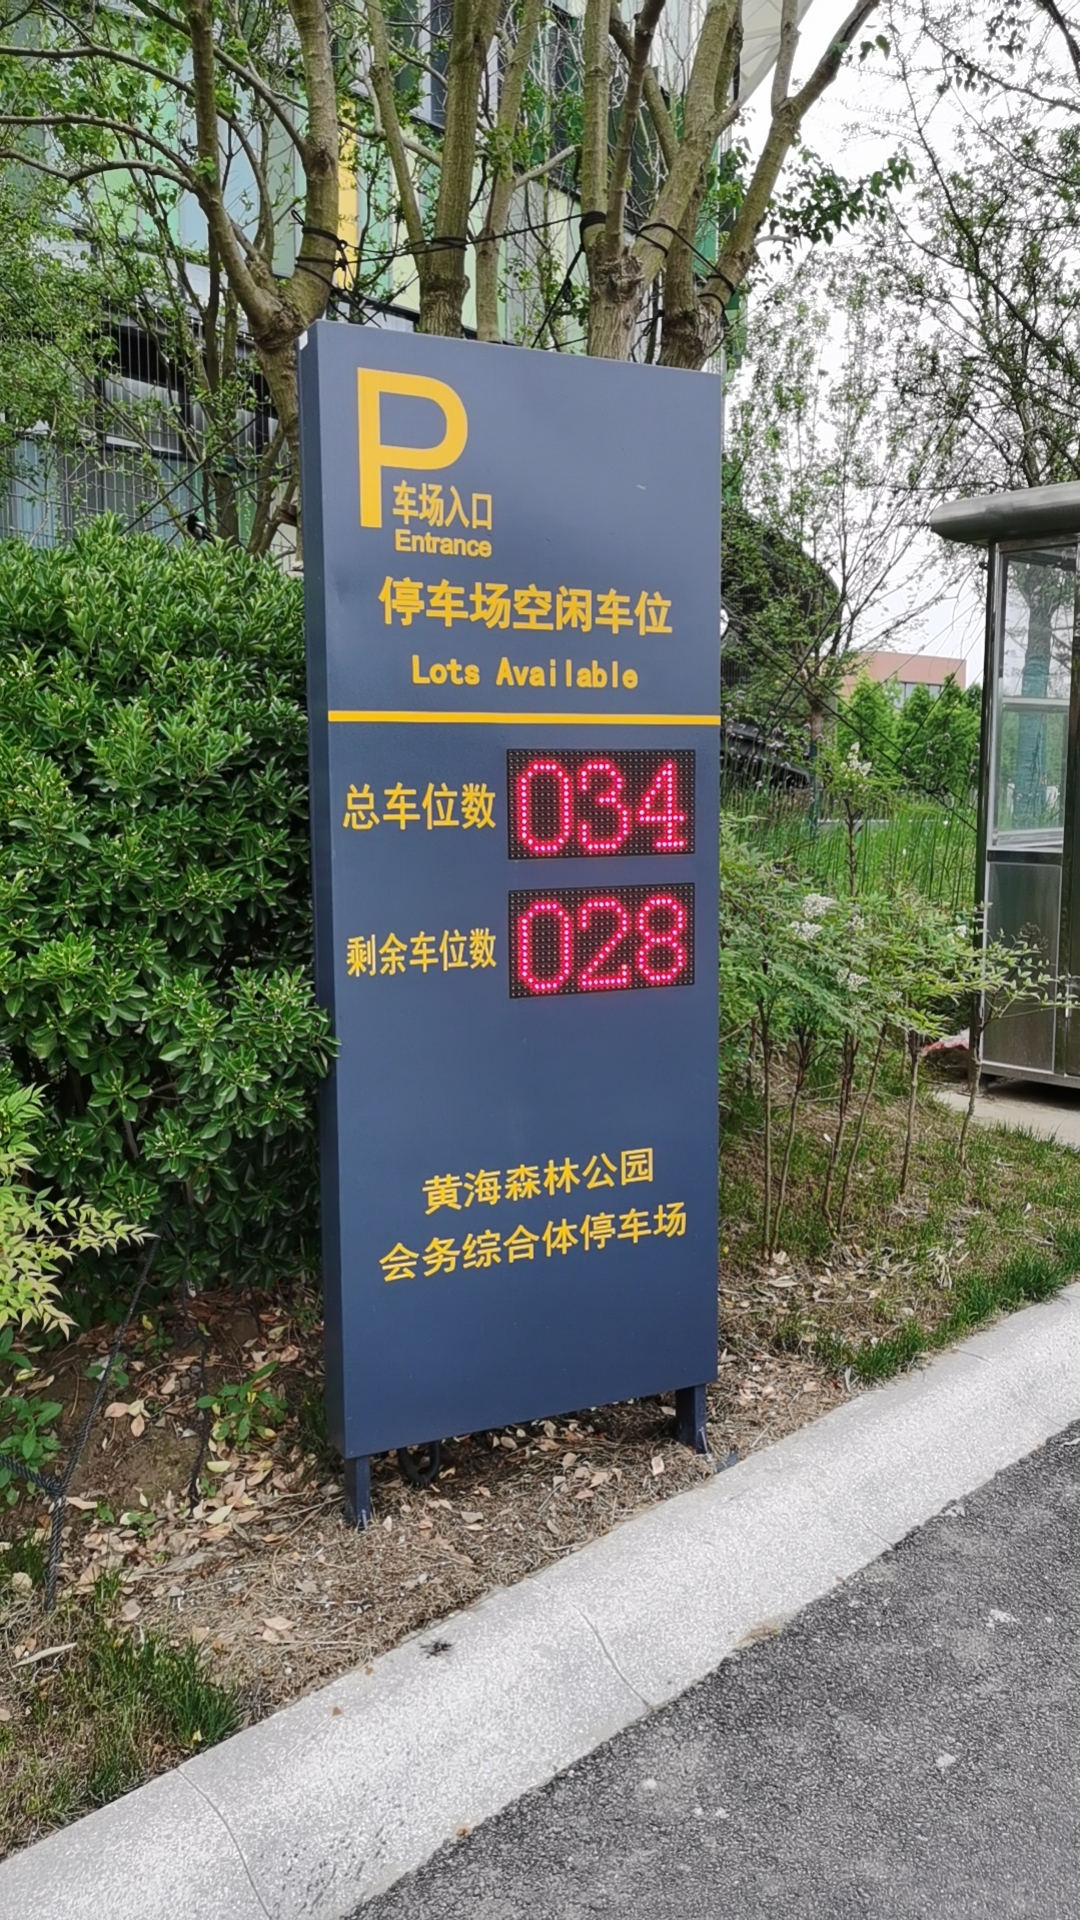 P
车场入口
Entrance
停车场空闲车位
Lots Available
总车位数 034
剩余车位数 028
黄海森林公园
会务综合体停车场